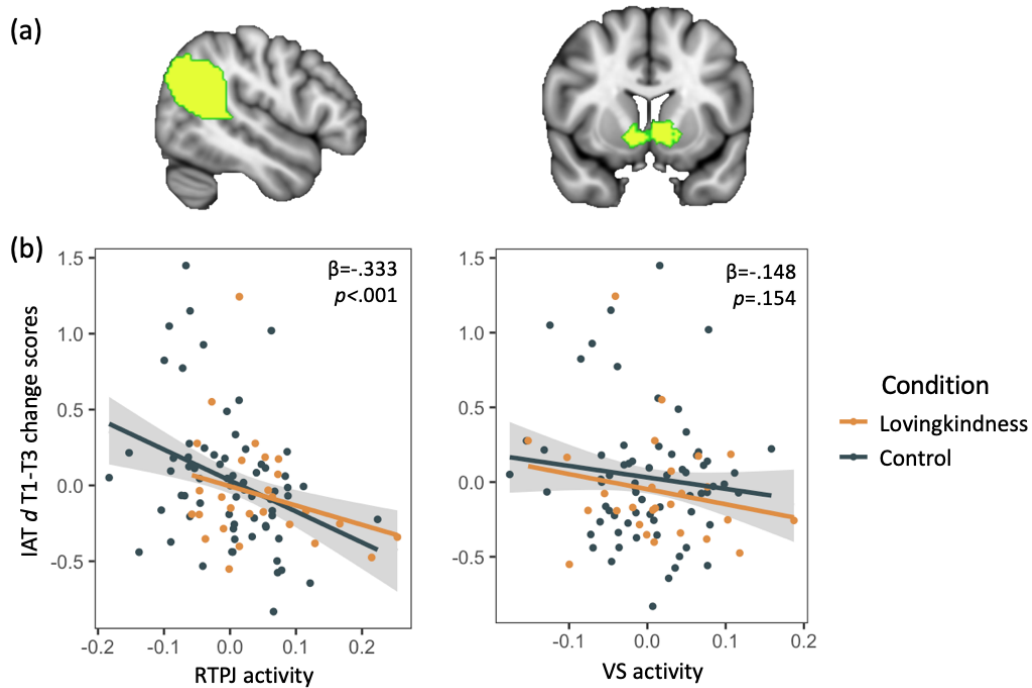 (a)
(b)
IAT d T1-T3 change scores
1.5
1.0
0.5
0.0
-0.5
β=-.333
p<.001
-0.2
-0.1
0.0
0.1
0.2
RTPJ activity
1.5
1.0
0.5
0.0
-0.5
β=-.148
p=.154
-0.1
0.0
0.1
VS activity
Condition
Lovingkindness
Control